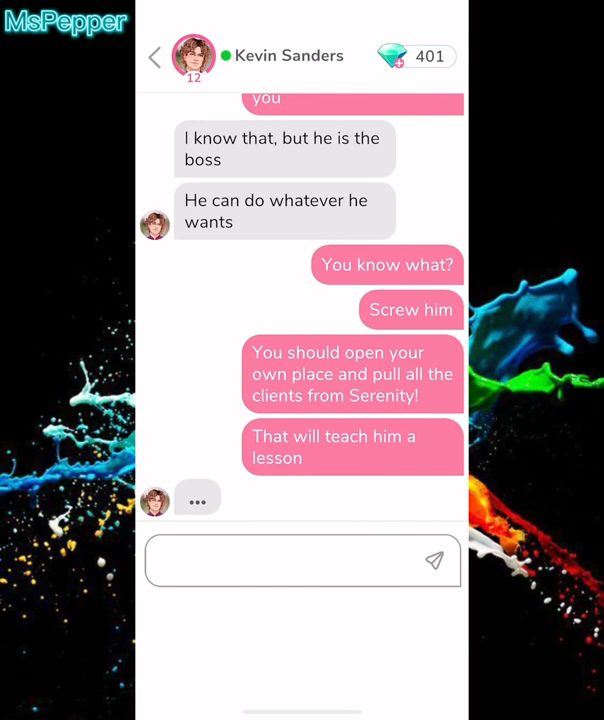 MsPepper
Kevin Sanders
401
12
you
I know that, but he is the
boss
He can do whatever he
wants
You know what?
Screw him
You should open your
own place and pull all the
clients from Serenity!
That will teach him a
lesson
...